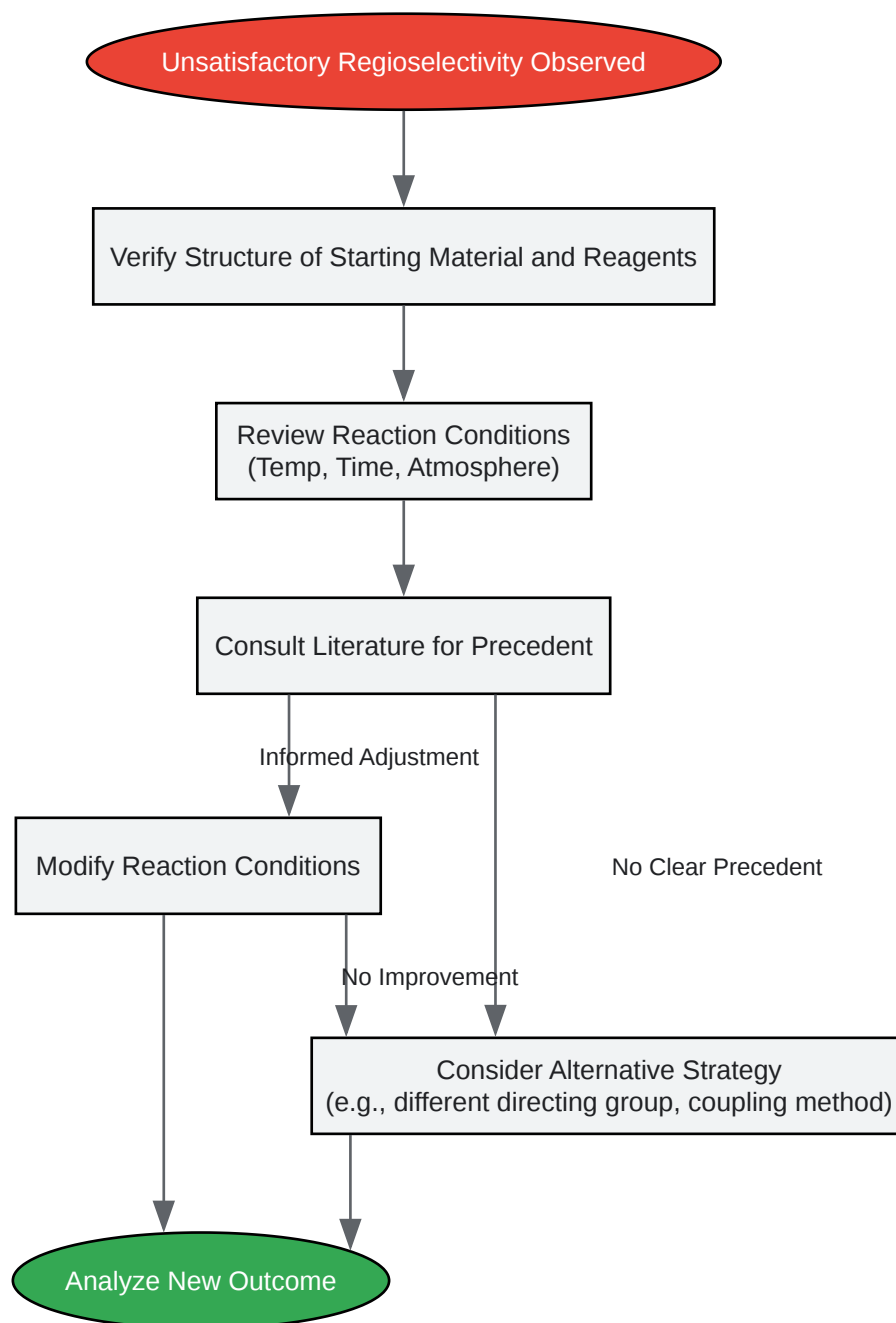 Unsatisfactory Regioselectivity Observed
Verify Structure of Starting Material and Reagents
Review Reaction Conditions
(Temp, Time, Atmosphere)
Consult Literature for Precedent
Informed Adjustment
Modify Reaction Conditions
No Clear Precedent
No Improvement
Consider Alternative Strategy
(e.g., different directing group, coupling method)
Analyze New Outcome